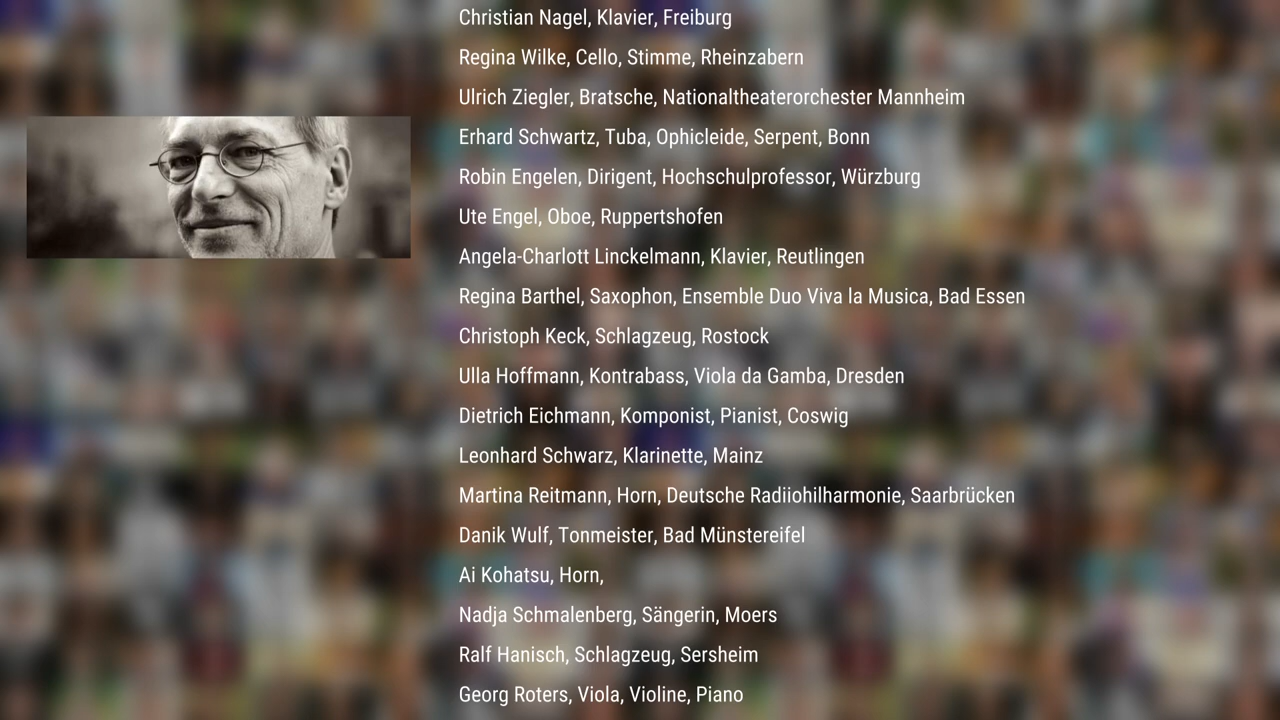 Christian Nagel, Klavier, Freiburg
Regina Wilke, Cello, Stimme, Rheinzabern
Ulrich Ziegler, Bratsche, Nationaltheaterorchester Mannheim
Erhard Schwartz, Tuba, Ophicleide, Serpent, Bonn
Robin Engelen, Dirigent, Hochschulprofessor, Würzburg
Ute Engel, Oboe, Ruppertshofen
Angela-Charlott Linckelmann, Klavier, Reutlingen
Regina Barthel, Saxophon, Ensemble Duo Viva la Musica, Bad Essen
Christoph Keck, Schlagzeug, Rostock
Ulla Hoffmann, Kontrabass, Viola da Gamba, Dresden
Dietrich Eichmann, Komponist, Pianist, Coswig
Leonhard Schwarz, Klarinette, Mainz
Martina Reitmann, Horn, Deutsche Radiiohilharmonie, Saarbrücken
Danik Wulf, Tonmeister, Bad Münstereifel
Ai Kohatsu, Horn,
Nadja Schmalenberg, Sängerin, Moers
Ralf Hanisch, Schlagzeug, Sersheim
Georg Roters, Viola, Violine, Piano